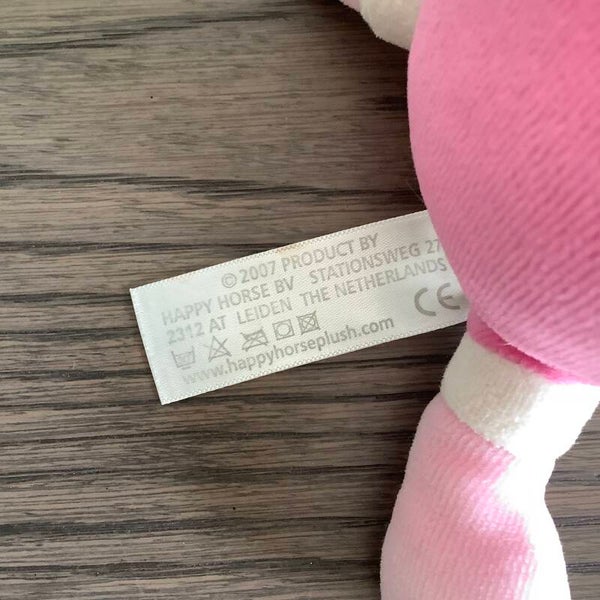 © 2007 PRODUCT BY
HAPPY HORSE BV STATIONSWEG 27
2312 AT LEIDEN THE NETHERLANDS
CE
www.happyhorseplush.com